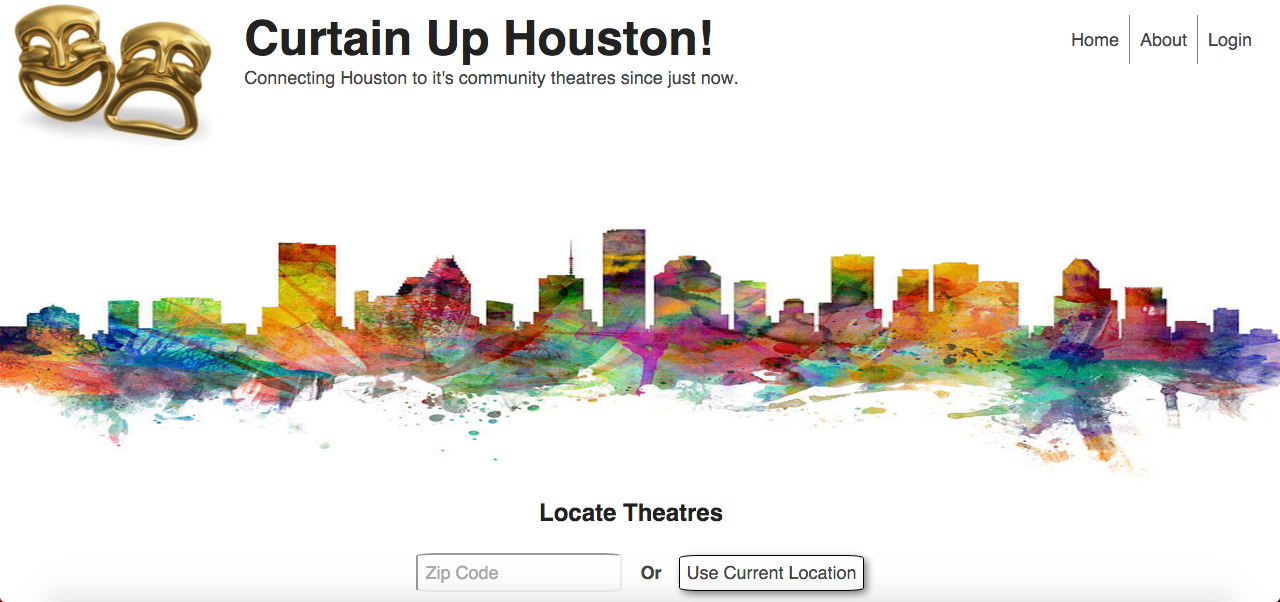 Curtain Up Houston!
Connecting Houston to it's community theatres since just now.
Home
About
Login
Locate Theatres
Zip Code
Or
Use Current Location